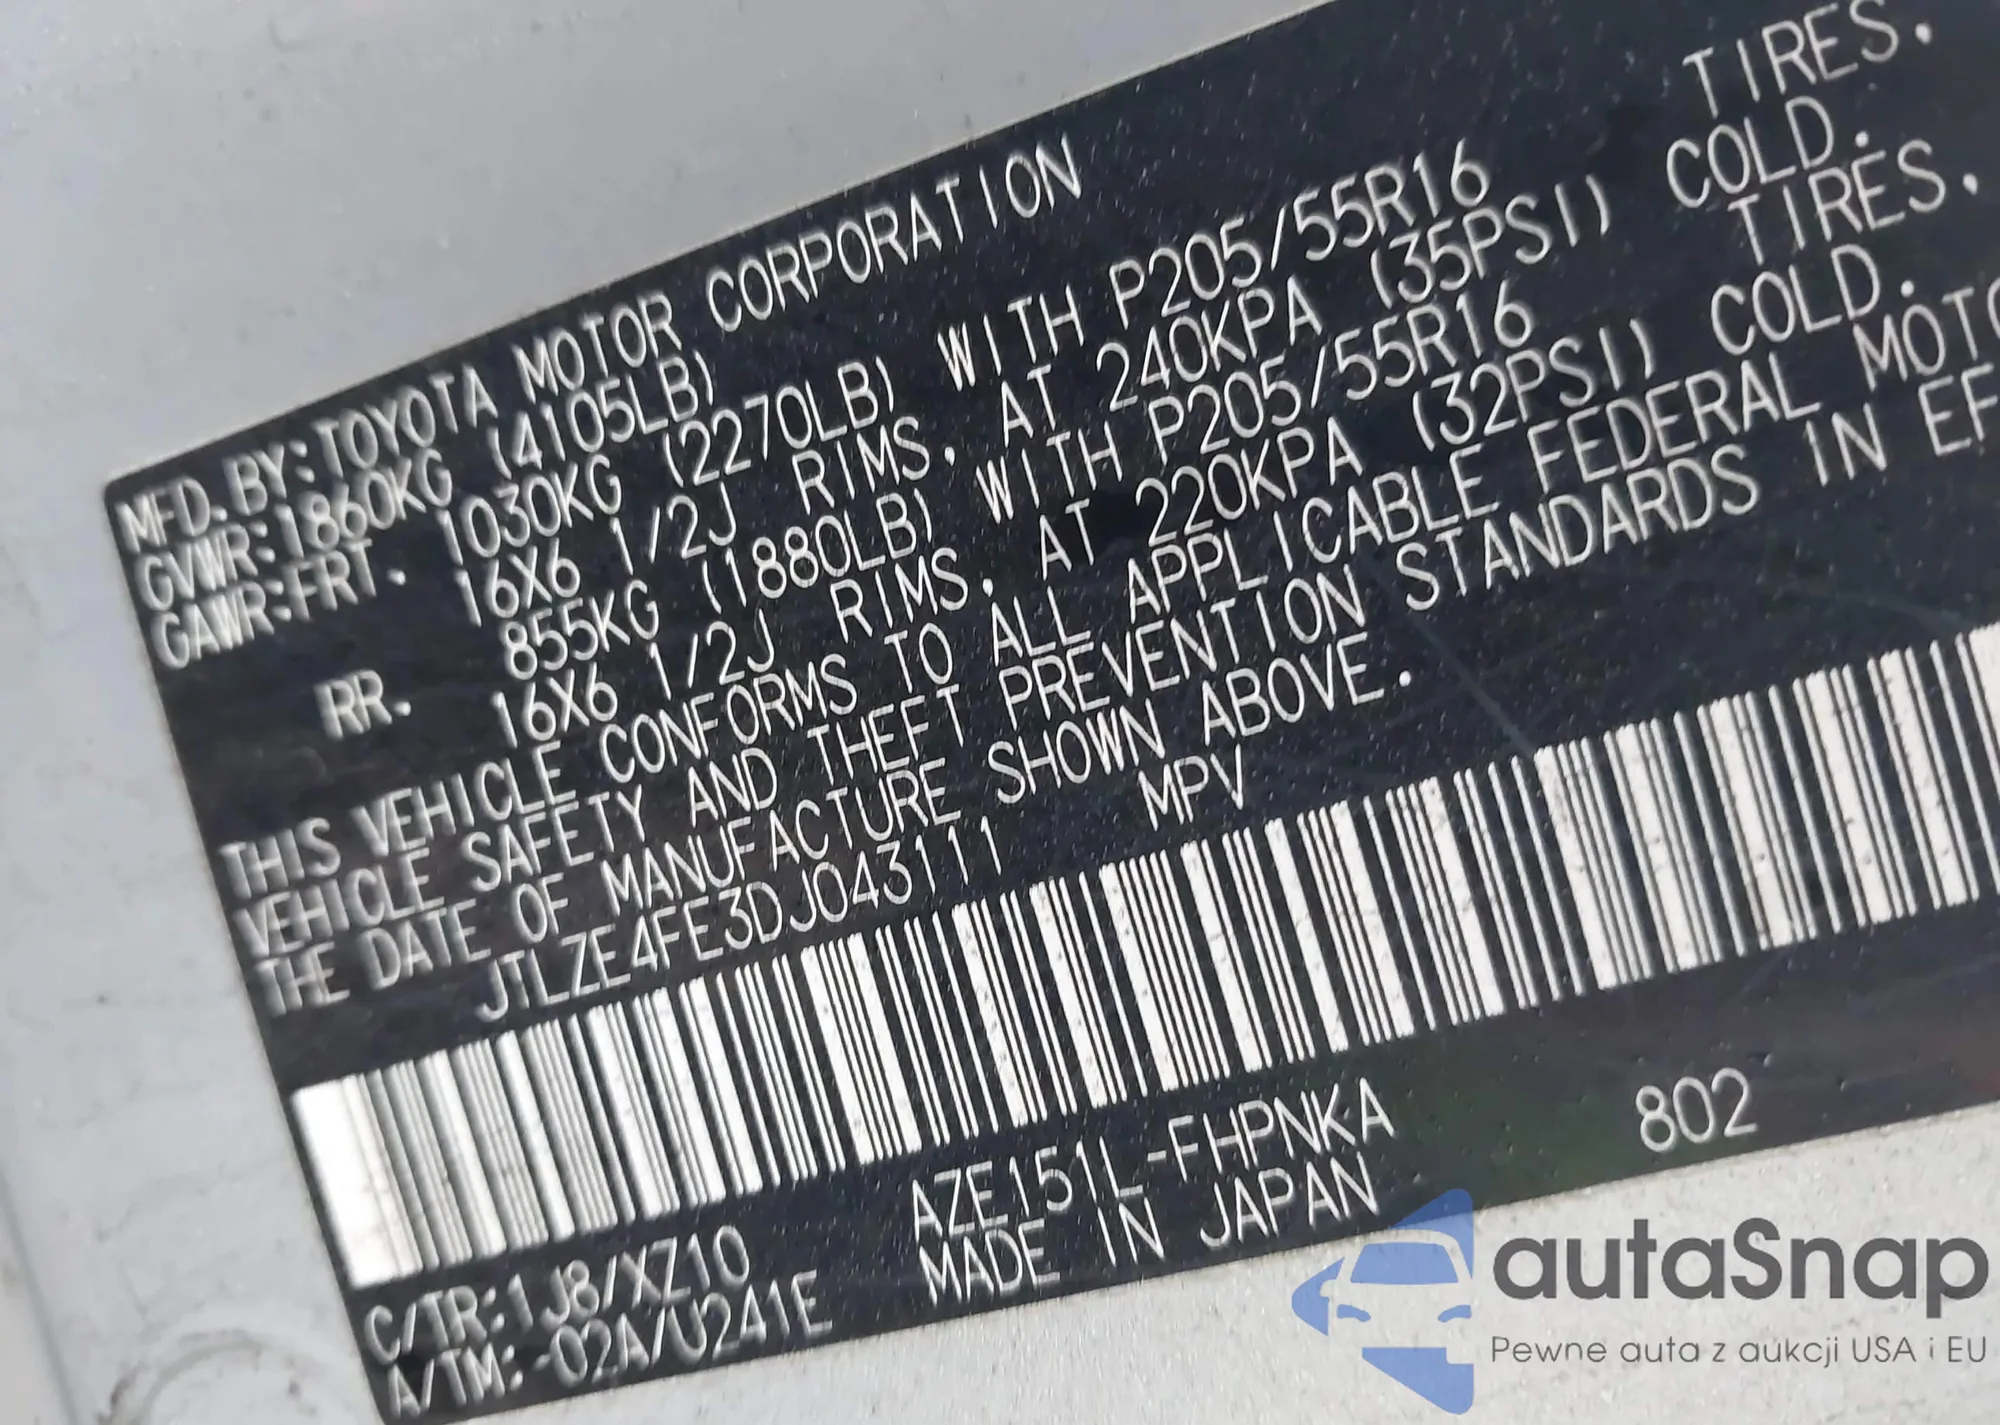 MFD. BY: TOYOTA MOTOR CORPORATION
GVWR: 1860KG (4105LB)
GAWR: FRT. 1030KG (2270LB) WITH P205/55R16 TIRES.
16X6 1/2J RIMS, AT 240KPA (35PSI) COLD.
RR. 855KG (1880LB) WITH P205/55R16 TIRES.
16X6 1/2J RIMS, AT 220KPA (32PSI) COLD.
THIS VEHICLE CONFORMS TO ALL APPLICABLE FEDERAL MOTO
VEHICLE SAFETY AND THEFT PREVENTION STANDARDS IN EF
THE DATE OF MANUFACTURE SHOWN ABOVE.
JTLZE4FE3DJ043111 MPV
C/TR: 1J8/XZ10 AZE151L-FHPNKA 802
A/TM: -02A/U241E MADE IN JAPAN
autaSnap
Pewne auta z aukcji USA i EU